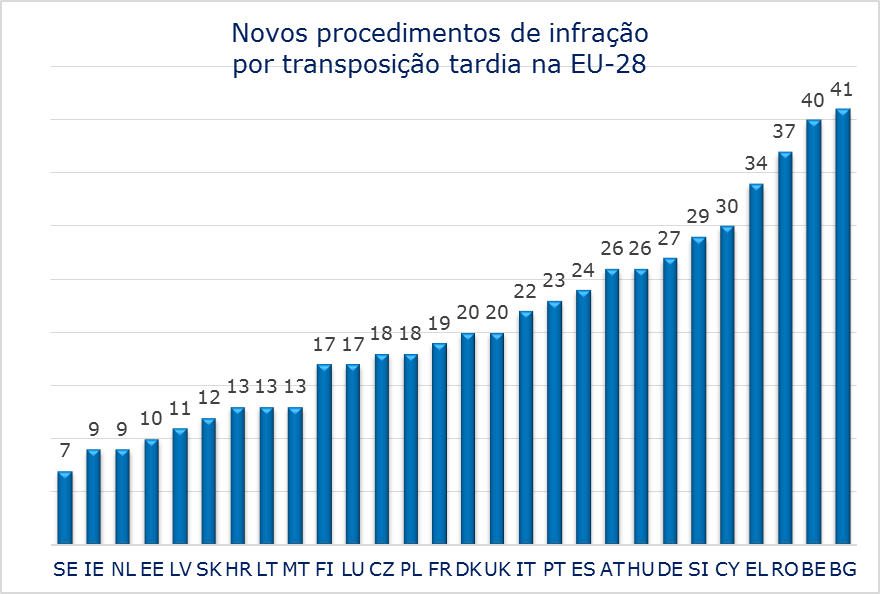 Novos procedimentos de infração
por transposição tardia na EU-28
7 9 9 10 11 12 13 13 13 17 17 18 18 19 20 20 22 23 24 26 26 27 29 30 34 37 40 41
SE IE NL EE LV SK HR LT MT FI LU CZ PL FR DK UK IT PT ES AT HU DE SI CY EL RO BE BG